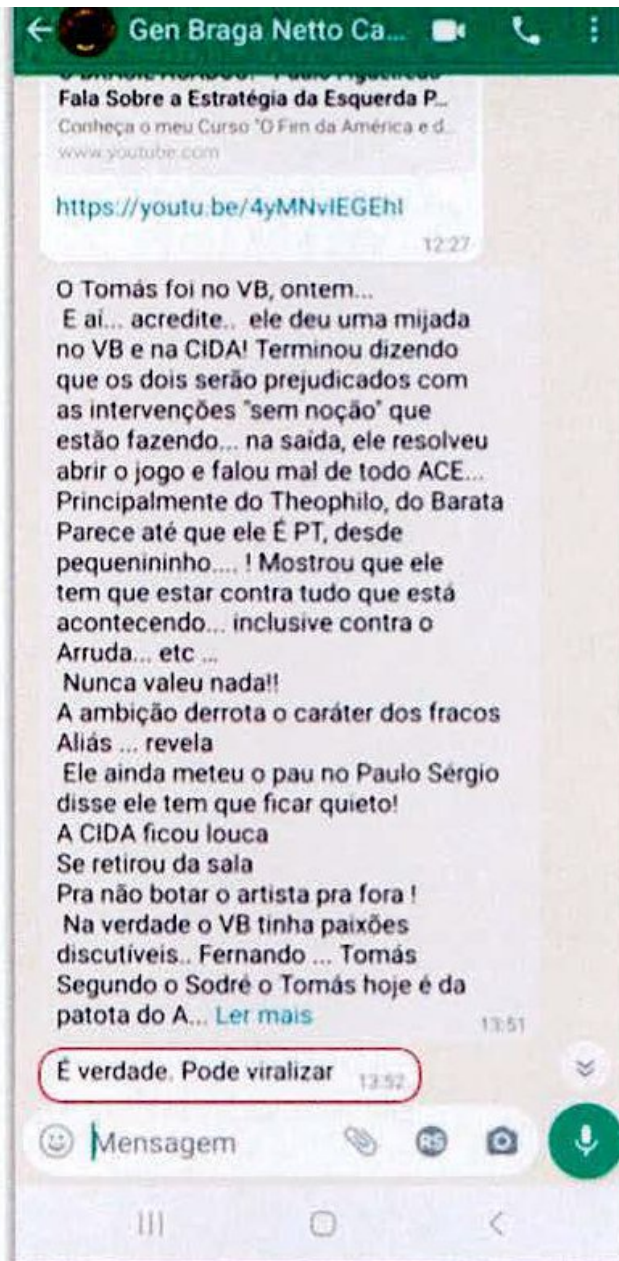 Gen Braga Netto Ca...
Fala Sobre a Estratégia da Esquerda P...
Conheça o meu Curso "O Fim da América e d...
www.youtube.com
https://youtu.be/4yMNvIEGEhI
12:27
O Tomás foi no VB, ontem...
E aí... acredite.. ele deu uma mijada
no VB e na CIDA! Terminou dizendo
que os dois serão prejudicados com
as intervenções "sem noção" que
estão fazendo... na saída, ele resolveu
abrir o jogo e falou mal de todo ACE...
Principalmente do Theophilo, do Barata
Parece até que ele É PT, desde
pequenininho.... ! Mostrou que ele
tem que estar contra tudo que está
acontecendo... inclusive contra o
Arruda... etc ...
Nunca valeu nada!!
A ambição derrota o caráter dos fracos
Aliás ... revela
Ele ainda meteu o pau no Paulo Sérgio
disse ele tem que ficar quieto!
A CIDA ficou louca
Se retirou da sala
Pra não botar o artista pra fora !
Na verdade o VB tinha paixões
discutíveis.. Fernando ... Tomás
Segundo o Sodré o Tomás hoje é da
patota do A... Ler mais
13:51
É verdade. Pode viralizar
13:52
Mensagem